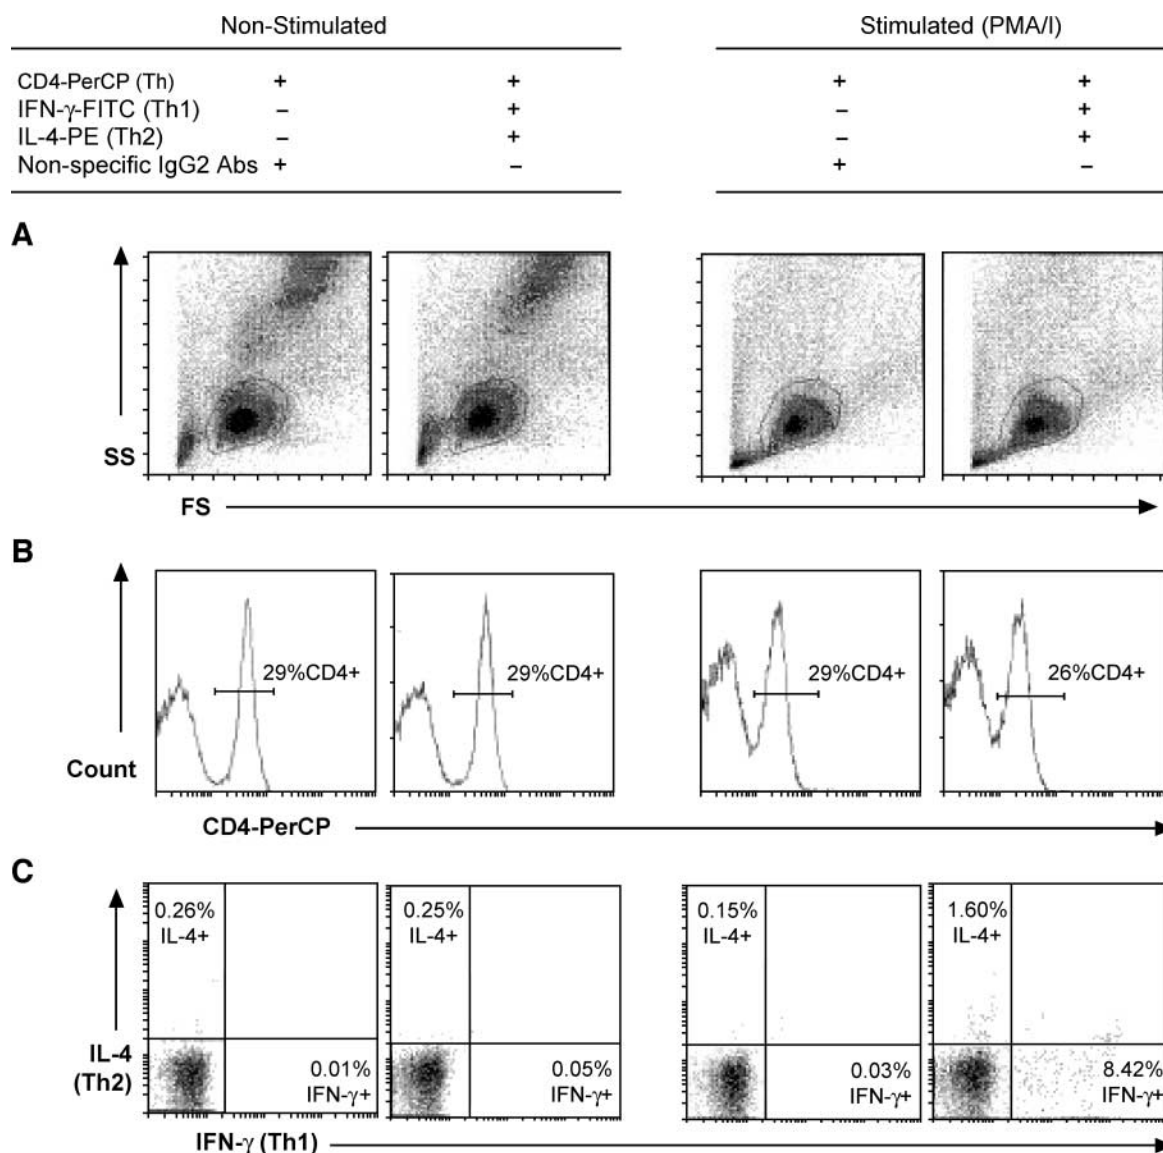 Non-Stimulated Stimulated (PMA/I)
CD4-PerCP (Th) + + + +
IFN-γ-FITC (Th1) – + – +
IL-4-PE (Th2) – + – +
Non-specific IgG2 Abs + – + –
A
SS
FS
B
29%CD4+ 29%CD4+ 29%CD4+ 26%CD4+
Count
CD4-PerCP
C
0.26% 0.25% 0.15% 1.60%
IL-4+ IL-4+ IL-4+ IL-4+
IL-4
(Th2)
0.01% 0.05% 0.03% 8.42%
IFN-γ+ IFN-γ+ IFN-γ+ IFN-γ+
IFN-γ (Th1)